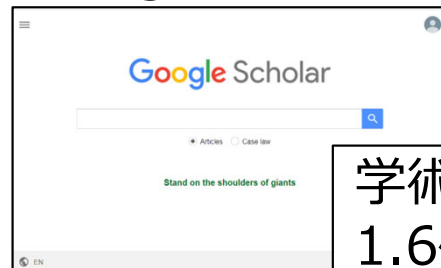 Google Scholar
Articles Case law
Stand on the shoulders of giants
EN
学術
1.6